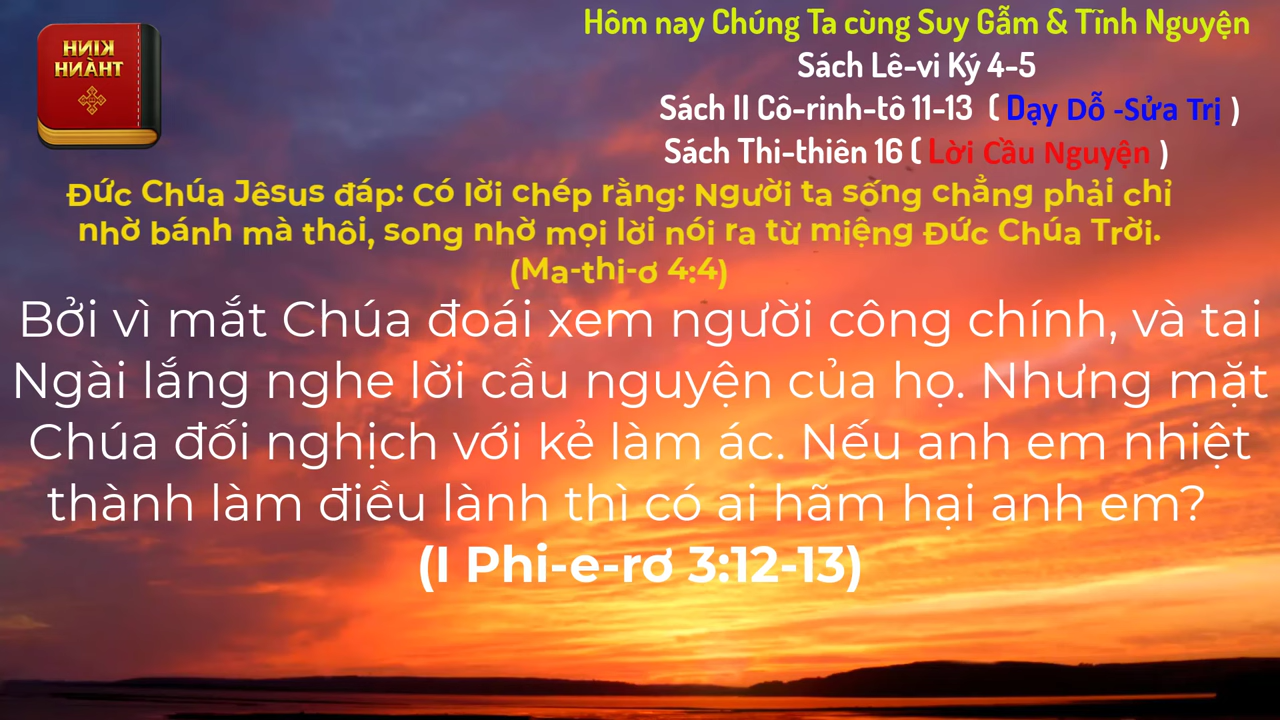 KINH
THÁNH
Hôm nay Chúng Ta cùng Suy Gẫm & Tĩnh Nguyện
Sách Lê-vi Ký 4-5
Sách II Cô-rinh-tô 11-13 ( Dạy Dỗ -Sửa Trị )
Sách Thi-thiên 16 ( Lời Cầu Nguyện )
Đức Chúa Jêsus đáp: Có lời chép rằng: Người ta sống chẳng phải chỉ
nhờ bánh mà thôi, song nhờ mọi lời nói ra từ miệng Đức Chúa Trời.
(Ma-thi-ơ 4:4)
Bởi vì mắt Chúa đoái xem người công chính, và tai
Ngài lắng nghe lời cầu nguyện của họ. Nhưng mặt
Chúa đối nghịch với kẻ làm ác. Nếu anh em nhiệt
thành làm điều lành thì có ai hãm hại anh em?
(I Phi-e-rơ 3:12-13)